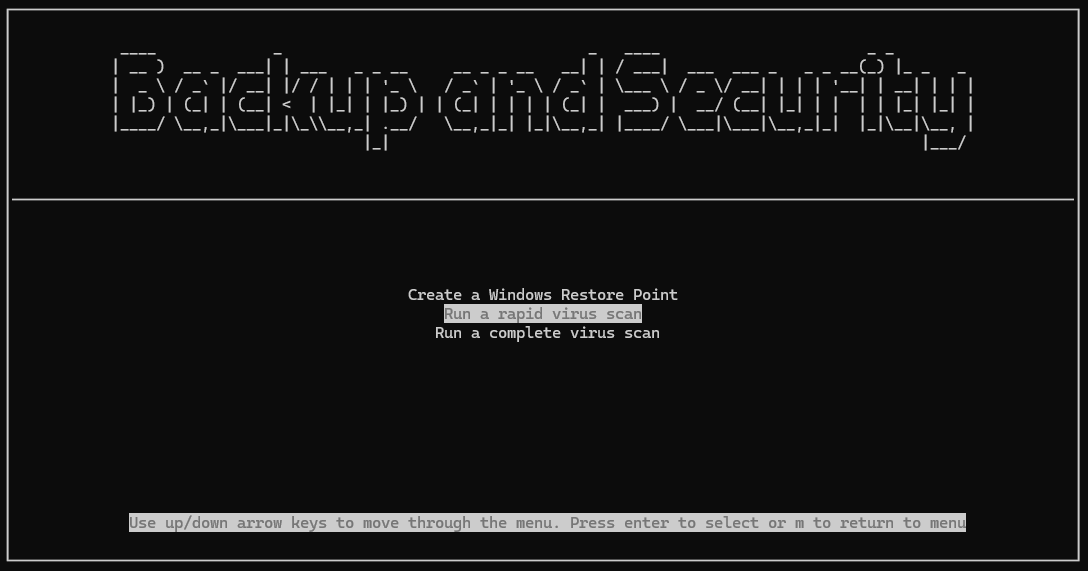 Backup and Security
Create a Windows Restore Point
Run a rapid virus scan
Run a complete virus scan
Use up/down arrow keys to move through the menu. Press enter to select or m to return to menu